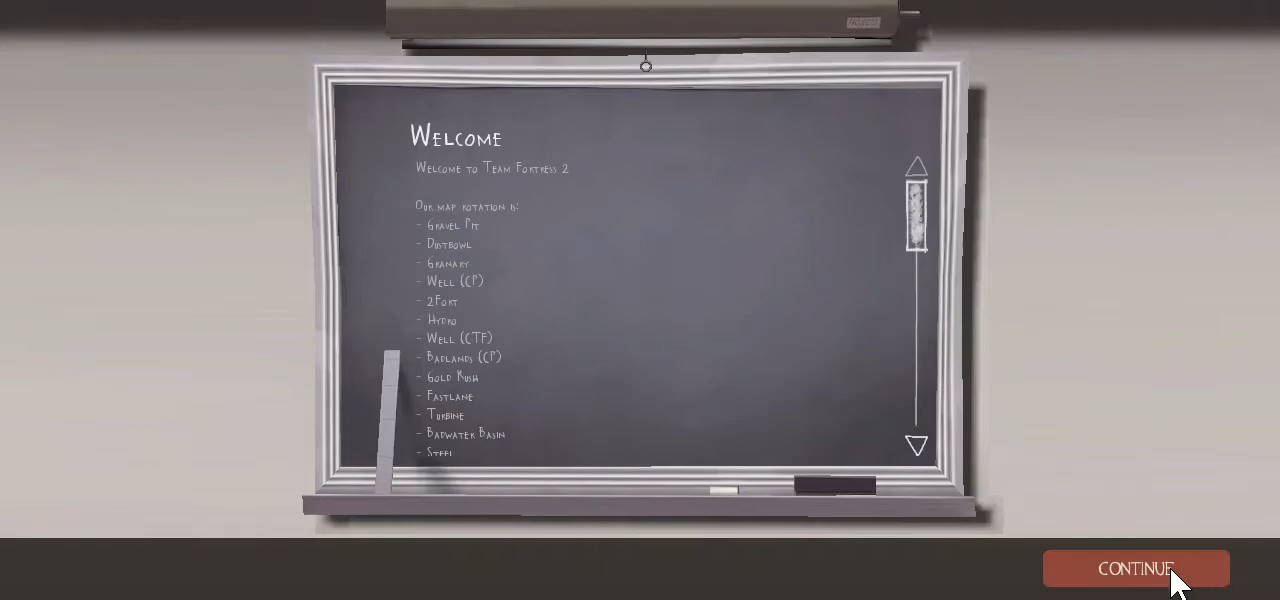 WELCOME
WELCOME TO TEAM FORTRESS 2
OUR MAP ROTATION IS:
- GRAVEL PIT
- DUSTBOWL
- GRANARY
- WELL (CP)
- 2FORT
- HYDRO
- WELL (CTF)
- BADLANDS (CP)
- GOLD RUSH
- FASTLANE
- TURBINE
- BADWATER BASIN
- STEEL
CONTINUE